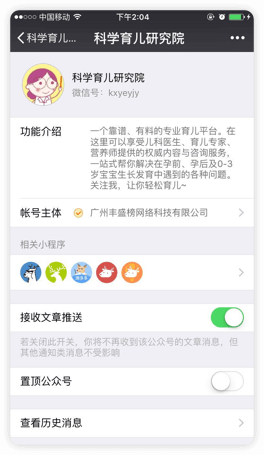 中国移动 下午2:04
科学育儿... 科学育儿研究院
科学育儿研究院
微信号：kxyeyjy
功能介绍 一个靠谱、有料的专业育儿平台。在
这里可以享受儿科医生、育儿专家、
营养师提供的权威内容与咨询服务，
一站式帮你解决在孕前、孕后及0-3
岁宝宝生长发育中遇到的各种问题。
关注我，让你轻松育儿~
帐号主体 广州丰盛榜网络科技有限公司
相关小程序
接收文章推送
若关闭此开关，你将不再收到该公众号的文章消息，但
其他通知类消息不受影响
置顶公众号
查看历史消息